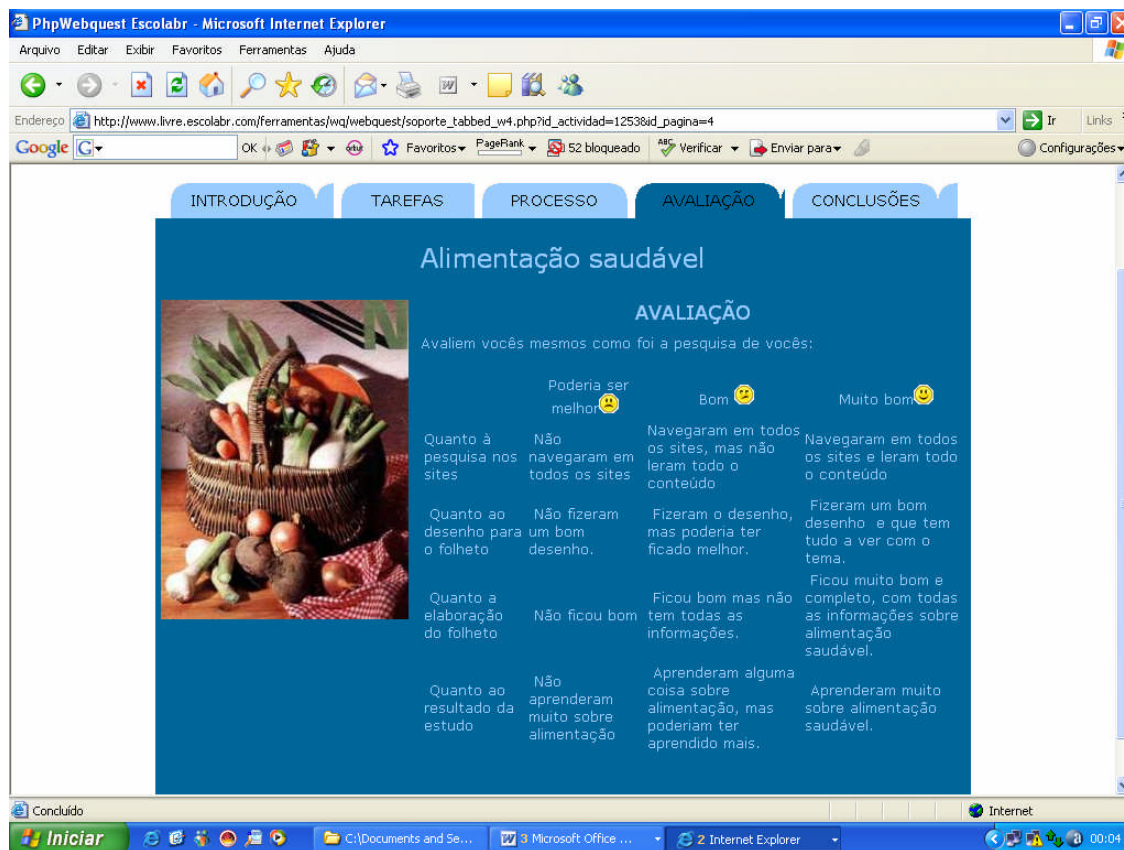 PhpWebquest Escolabr - Microsoft Internet Explorer
Arquivo Editar Exibir Favoritos Ferramentas Ajuda
Endereço http://www.livre.escolabr.com/ferramentas/wq/webquest/soporte_tabbed_w4.php?id_actividad=1253&id_pagina=4 Ir Links
Google G OK Favoritos PageRank 52 bloqueado Verificar Enviar para Configurações
INTRODUÇÃO TAREFAS PROCESSO AVALIAÇÃO CONCLUSÕES
Alimentação saudável
N
AVALIAÇÃO
Avaliem vocês mesmos como foi a pesquisa de vocês:
Poderia ser
melhor
Bom
Muito bom
Quanto à
pesquisa nos
sites
Não
navegaram em
todos os sites
Navegaram em todos
os sites, mas não
leram todo o
conteúdo
Navegaram em todos
os sites e leram todo
o conteúdo
Quanto ao
desenho para
o folheto
Não fizeram
um bom
desenho.
Fizeram o desenho,
mas poderia ter
ficado melhor.
Fizeram um bom
desenho e que tem
tudo a ver com o
tema.
Quanto a
elaboração
do folheto
Não ficou bom
Ficou bom mas não
tem todas as
informações.
Ficou muito bom e
completo, com todas
as informações sobre
alimentação
saudável.
Quanto ao
resultado da
estudo
Não
aprenderam
muito sobre
alimentação
Aprenderam alguma
coisa sobre
alimentação, mas
poderiam ter
aprendido mais.
Aprenderam muito
sobre alimentação
saudável.
Concluído Internet
Iniciar C:\Documents and Se... 3 Microsoft Office ... 2 Internet Explorer 00:04